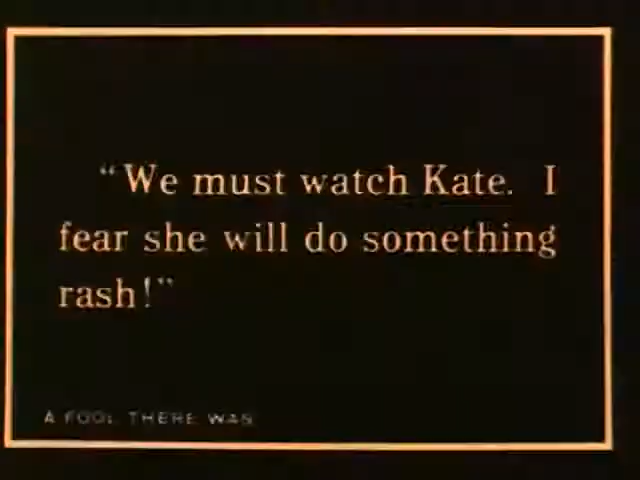 “We must watch Kate. I
fear she will do something
rash!”
A FOOL THERE WAS